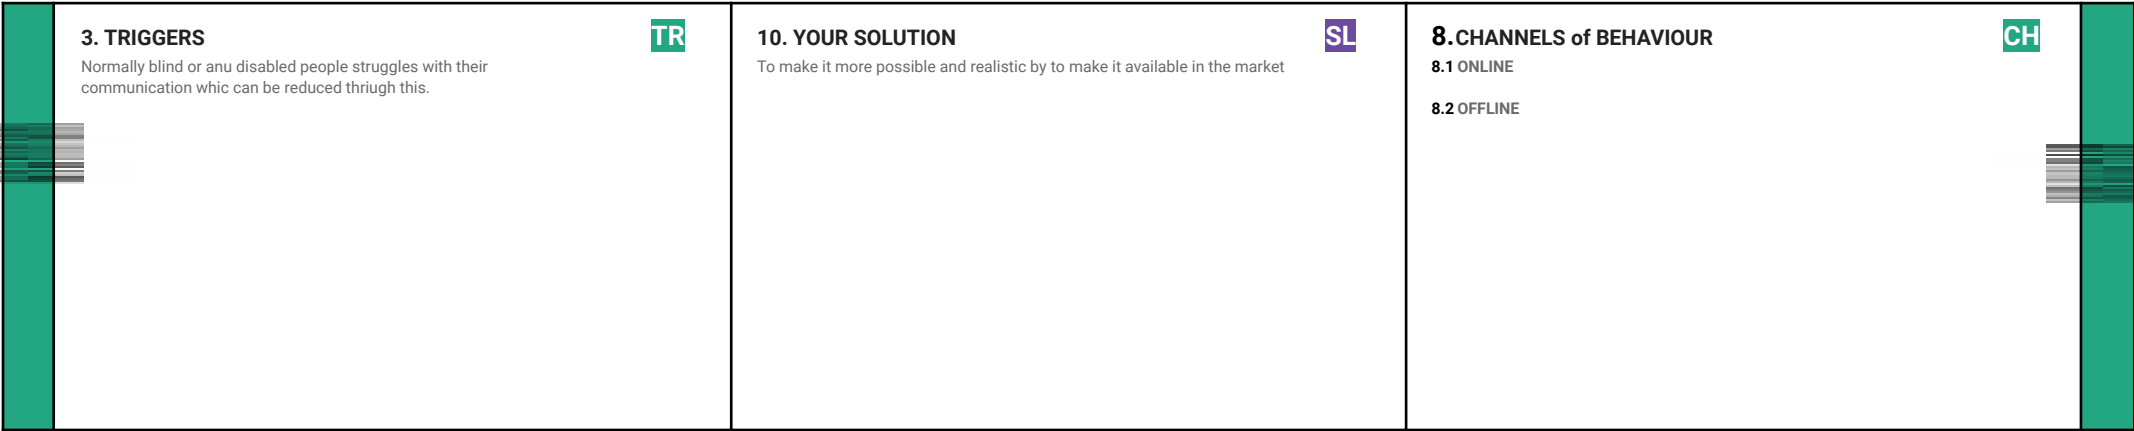 3. TRIGGERS
TR
Normally blind or anu disabled people struggles with their
communication whic can be reduced thriugh this.
10. YOUR SOLUTION
SL
To make it more possible and realistic by to make it available in the market
8.CHANNELS of BEHAVIOUR
CH
8.1 ONLINE
8.2 OFFLINE